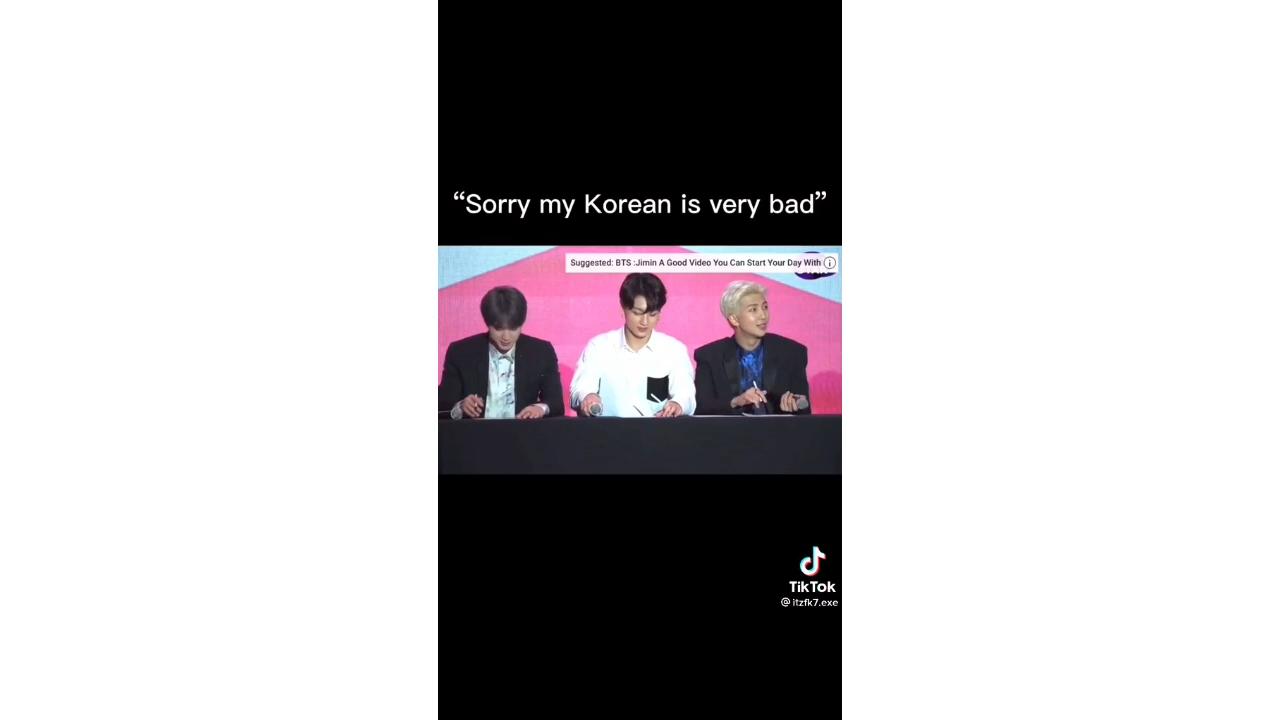 “Sorry my Korean is very bad”
Suggested: BTS :Jimin A Good Video You Can Start Your Day With
TikTok
@itzfk7.exe